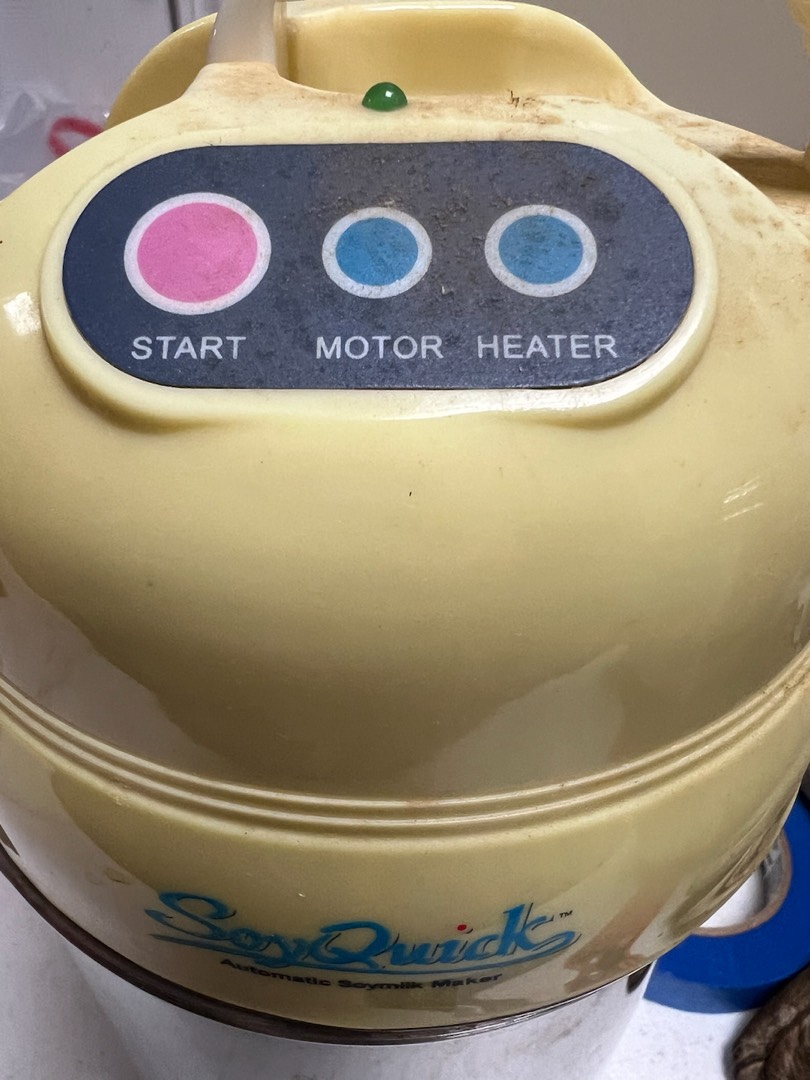 START MOTOR HEATER
SoyQuick™
Automatic Soymilk Maker